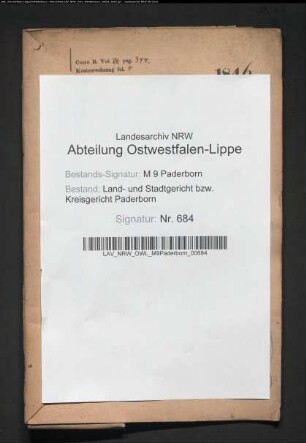 1846
Landesarchiv NRW
Abteilung Ostwestfalen-Lippe
Bestands-Signatur: M 9 Paderborn
Bestand: Land- und Stadtgericht bzw.
Kreisgericht Paderborn
Signatur: Nr. 684
LAV_NRW_OWL_M9Paderborn_00684